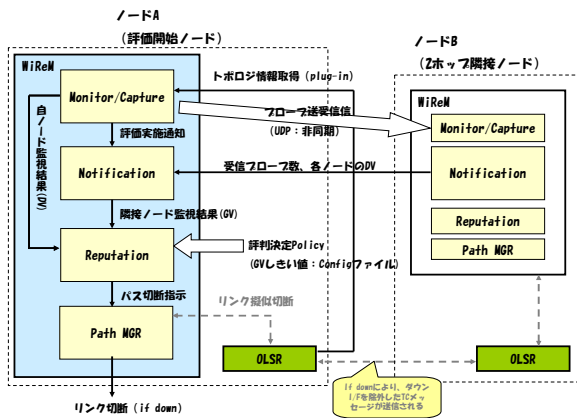 ノードA
(評価開始ノード)
ノードB
(2ホップ隣接ノード)
WiReM
トポロジ情報取得 (plug-in)
WiReM
Monitor/Capture
プローブ送受信信
(UDP：非同期)
Monitor/Capture
自ノード監視結果(DV)
評価実施通知
Notification
受信プローブ数、各ノードのDV
Notification
隣接ノード監視結果(GV)
Reputation
評判決定Policy
(GVしきい値：Configファイル)
Reputation
Path MGR
パス切断指示
リンク擬似切断
Path MGR
OLSR
OLSR
リンク切断 (if down)
If downにより、ダウン
I/Fを除外したTCメッ
セージが送信される